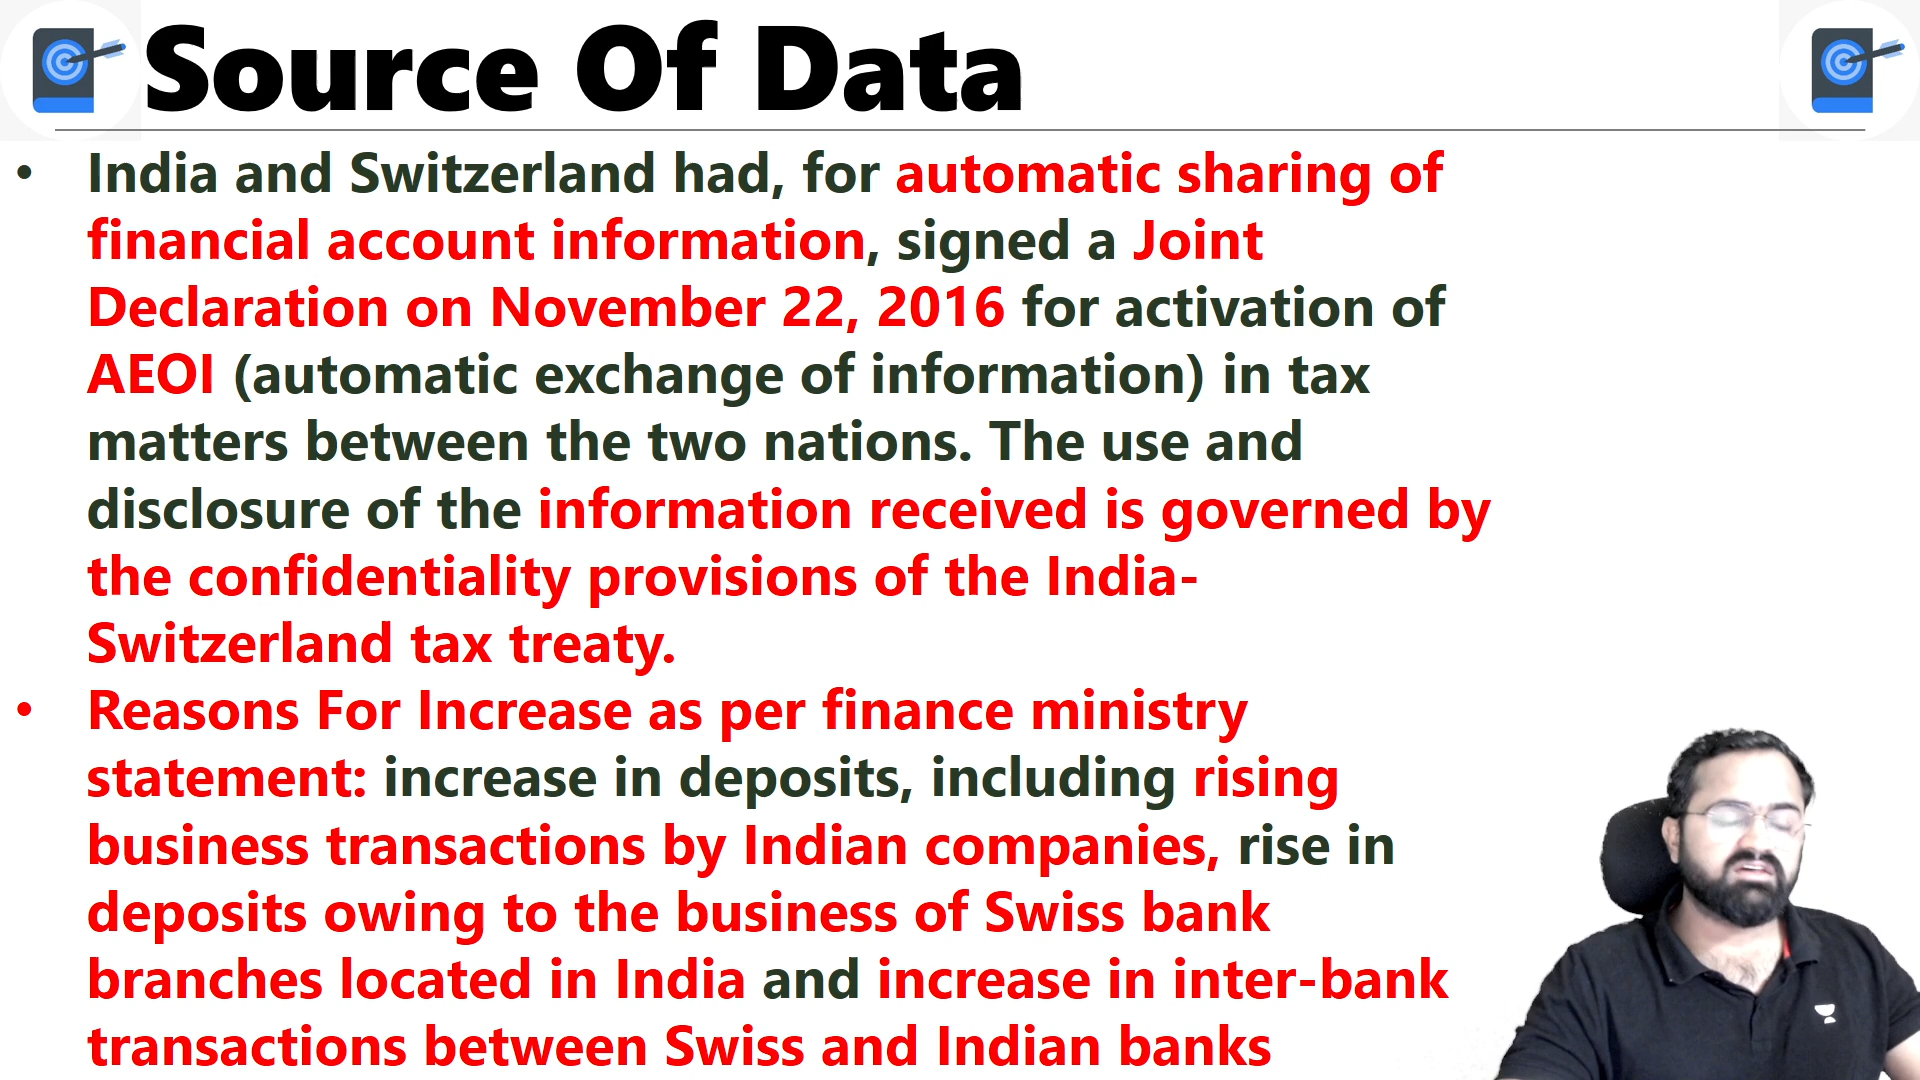 Source Of Data
• India and Switzerland had, for automatic sharing of
financial account information, signed a Joint
Declaration on November 22, 2016 for activation of
AEOI (automatic exchange of information) in tax
matters between the two nations. The use and
disclosure of the information received is governed by
the confidentiality provisions of the India-
Switzerland tax treaty.
• Reasons For Increase as per finance ministry
statement: increase in deposits, including rising
business transactions by Indian companies, rise in
deposits owing to the business of Swiss bank
branches located in India and increase in inter-bank
transactions between Swiss and Indian banks